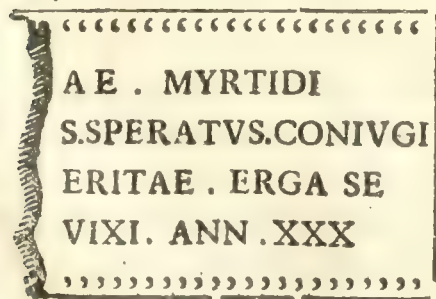 AE . MYRTIDI
S.SPERATVS.CONIVGI
ERITAE . ERGA SE
VIXI. ANN .XXX